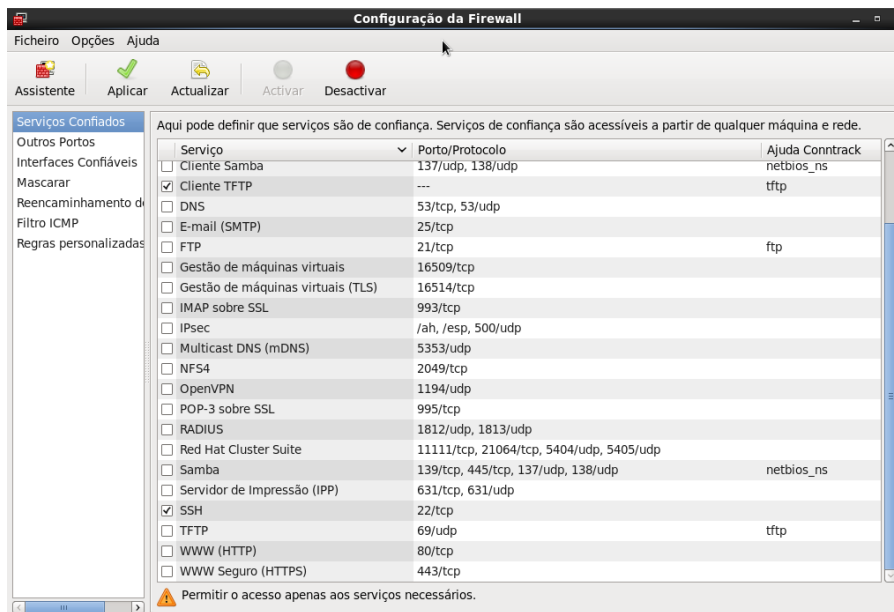 Configuração da Firewall
Ficheiro Opções Ajuda
Assistente Aplicar Actualizar Activar Desactivar
Serviços Confiados
Outros Portos
Interfaces Confiáveis
Mascarar
Reencaminhamento d
Filtro ICMP
Regras personalizadas
Aqui pode definir que serviços são de confiança. Serviços de confiança são acessíveis a partir de qualquer máquina e rede.
Serviço Porto/Protocolo Ajuda Conntrack
Cliente Samba 137/udp, 138/udp netbios_ns
Cliente TFTP --- tftp
DNS 53/tcp, 53/udp
E-mail (SMTP) 25/tcp
FTP 21/tcp ftp
Gestão de máquinas virtuais 16509/tcp
Gestão de máquinas virtuais (TLS) 16514/tcp
IMAP sobre SSL 993/tcp
IPsec /ah, /esp, 500/udp
Multicast DNS (mDNS) 5353/udp
NFS4 2049/tcp
OpenVPN 1194/udp
POP-3 sobre SSL 995/tcp
RADIUS 1812/udp, 1813/udp
Red Hat Cluster Suite 11111/tcp, 21064/tcp, 5404/udp, 5405/udp
Samba 139/tcp, 445/tcp, 137/udp, 138/udp netbios_ns
Servidor de Impressão (IPP) 631/tcp, 631/udp
SSH 22/tcp
TFTP 69/udp tftp
WWW (HTTP) 80/tcp
WWW Seguro (HTTPS) 443/tcp
Permitir o acesso apenas aos serviços necessários.